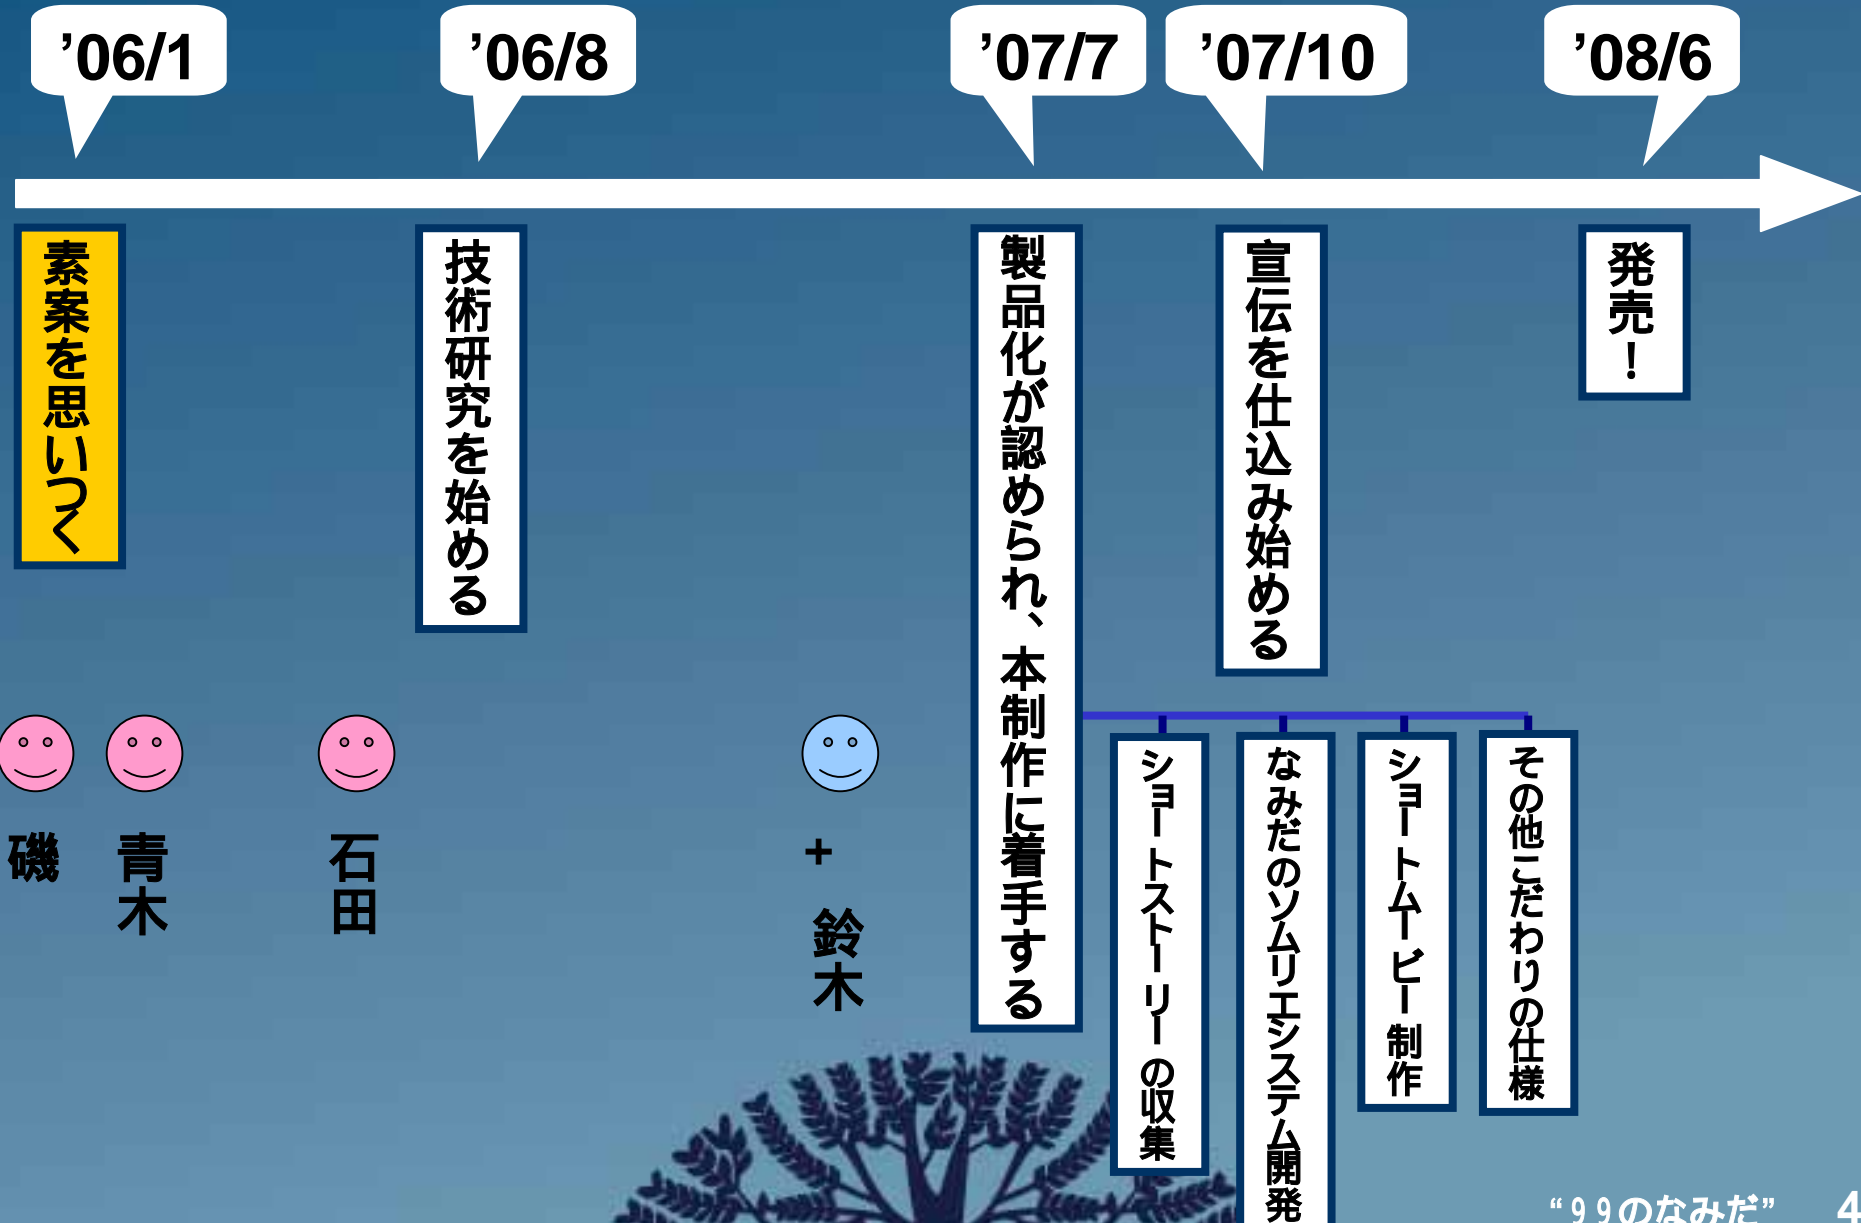 ’06/1
’06/8
’07/7
’07/10
’08/6
素案を思いつく
技術研究を始める
製品化が認められ、本制作に着手する
宣伝を仕込み始める
発売！
磯
青木
石田
+ 鈴木
ショートストーリーの収集
なみだのソムリエシステム開発
ショートムービー制作
その他こだわりの仕様
“９９のなみだ” 4